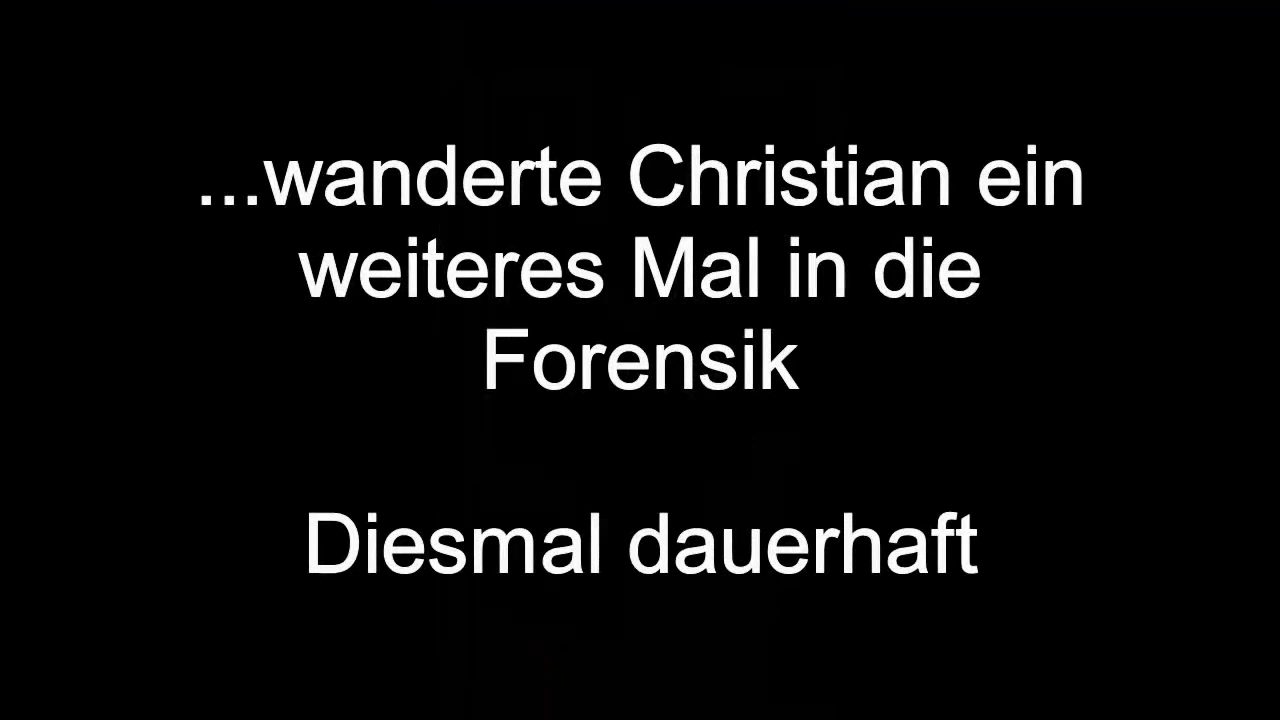 ...wanderte Christian ein
weiteres Mal in die
Forensik
Diesmal dauerhaft